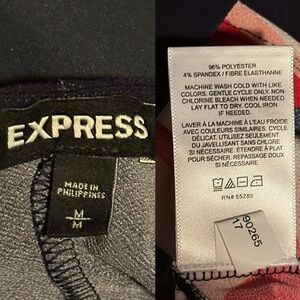 EXPRESS
MADE IN
PHILIPPINES
M
M
96% POLYESTER
4% SPANDEX / FIBRE ÉLASTHANNE
MACHINE WASH COLD WITH LIKE
COLORS. GENTLE CYCLE ONLY. NON-
CHLORINE BLEACH WHEN NEEDED
LAY FLAT TO DRY. COOL IRON
IF NEEDED.
LAVER À LA MACHINE À L'EAU FROIDE
AVEC COULEURS SIMILAIRES. CYCLE
DÉLICAT. UTILISEZ SEULEMENT
DU JAVELLISANT SANS CHLORE
SI NÉCESSAIRE. ÉTENDRE À PLAT
POUR SÉCHER. REPASSAGE DOUX
SI NÉCESSAIRE.
RN# 55285
90265
17